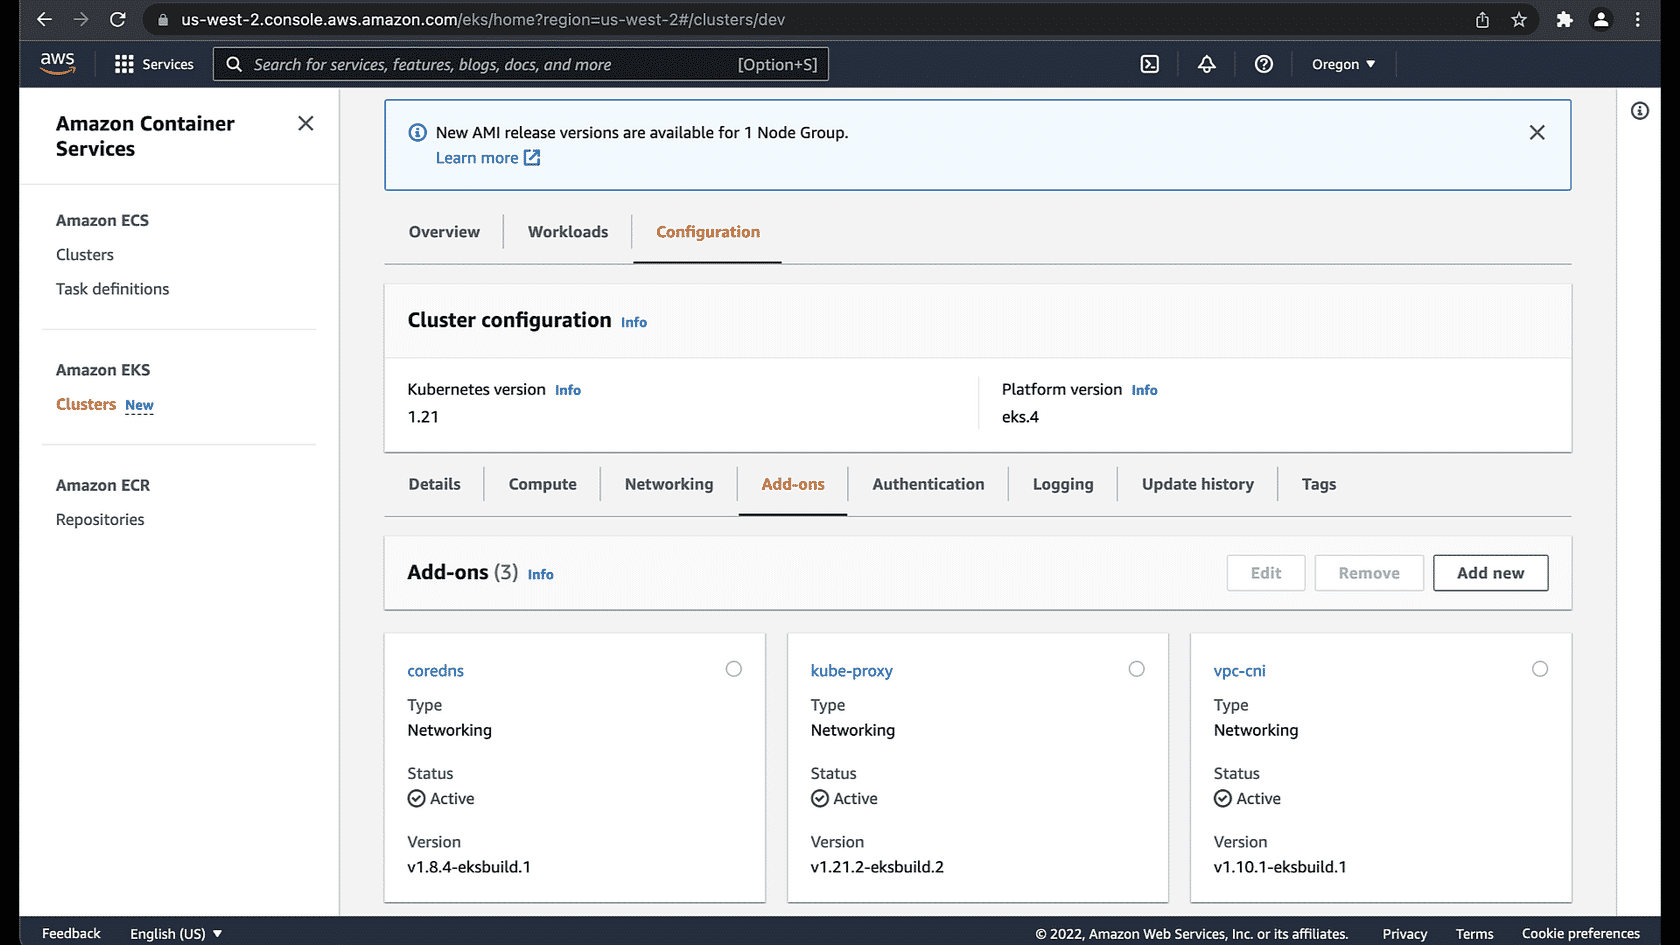 us-west-2.console.aws.amazon.com/eks/home?region=us-west-2#/clusters/dev
aws
Services
Search for services, features, blogs, docs, and more
[Option+S]
Oregon
Amazon Container
Services
Amazon ECS
Clusters
Task definitions
Amazon EKS
Clusters New
Amazon ECR
Repositories
New AMI release versions are available for 1 Node Group.
Learn more
Overview
Workloads
Configuration
Cluster configuration Info
Kubernetes version Info
1.21
Platform version Info
eks.4
Details
Compute
Networking
Add-ons
Authentication
Logging
Update history
Tags
Add-ons (3) Info
Edit
Remove
Add new
coredns
Type
Networking
Status
Active
Version
v1.8.4-eksbuild.1
kube-proxy
Type
Networking
Status
Active
Version
v1.21.2-eksbuild.2
vpc-cni
Type
Networking
Status
Active
Version
v1.10.1-eksbuild.1
Feedback
English (US)
© 2022, Amazon Web Services, Inc. or its affiliates.
Privacy
Terms
Cookie preferences